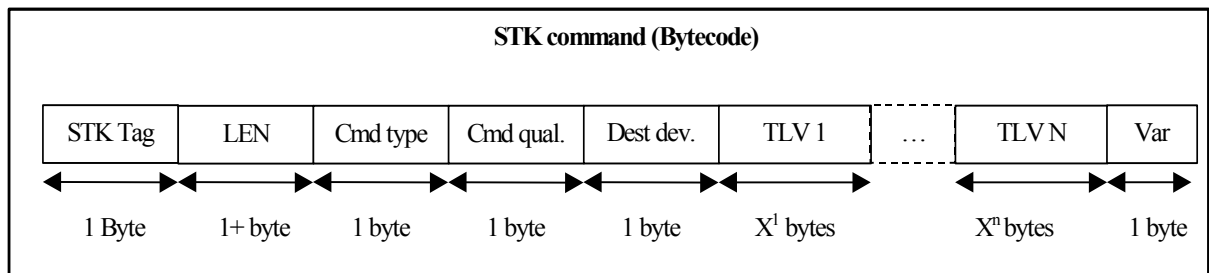 STK command (Bytecode)
STK Tag LEN Cmd type Cmd qual. Dest dev. TLV 1 … TLV N Var
1 Byte 1+ byte 1 byte 1 byte 1 byte X¹ bytes Xⁿ bytes 1 byte